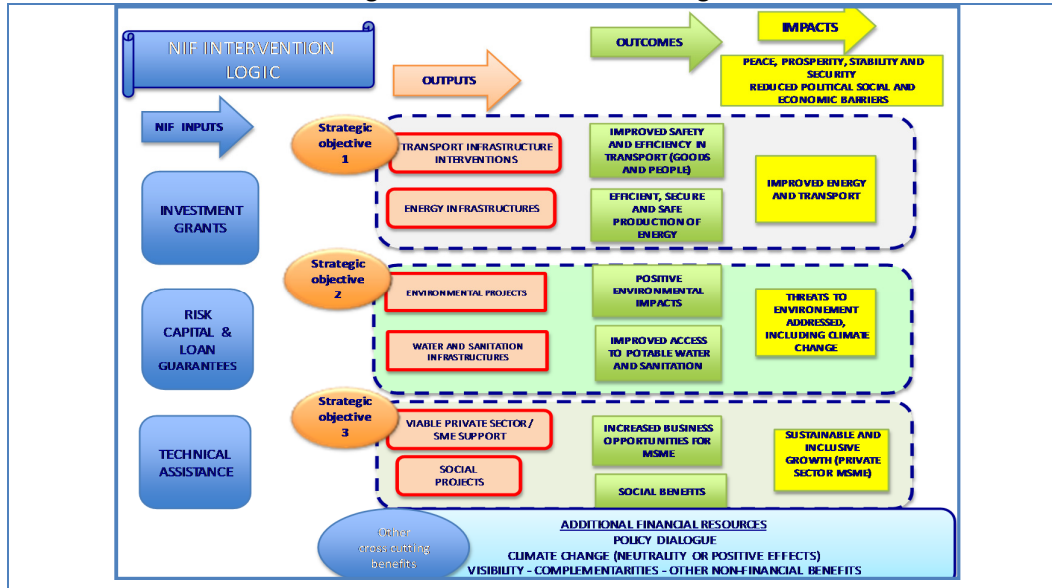 NIF INTERVENTION
LOGIC
OUTPUTS
OUTCOMES
IMPACTS
PEACE, PROSPERITY, STABILITY AND
SECURITY
REDUCED POLITICAL SOCIAL AND
ECONOMIC BARRIERS
NIF INPUTS
INVESTMENT
GRANTS
RISK
CAPITAL &
LOAN
GUARANTEES
TECHNICAL
ASSISTANCE
Strategic
objective
1
TRANSPORT INFRASTRUCTURE
INTERVENTIONS
ENERGY INFRASTRUCTURES
IMPROVED SAFETY
AND EFFICIENCY IN
TRANSPORT (GOODS
AND PEOPLE)
EFFICIENT, SECURE
AND SAFE
PRODUCTION OF
ENERGY
IMPROVED ENERGY
AND TRANSPORT
Strategic
objective
2
ENVIRONMENTAL PROJECTS
WATER AND SANITATION
INFRASTRUCTURES
POSITIVE
ENVIRONMENTAL
IMPACTS
IMPROVED ACCESS
TO POTABLE WATER
AND SANITATION
THREATS TO
ENVIRONEMENT
ADDRESSED,
INCLUDING CLIMATE
CHANGE
Strategic
objective
3
VIABLE PRIVATE SECTOR/
SME SUPPORT
SOCIAL
PROJECTS
INCREASED BUSINESS
OPPORTUNITIES FOR
MSME
SOCIAL BENEFITS
SUSTAINABLE AND
INCLUSIVE
GROWTH (PRIVATE
SECTOR MSME)
Other
cross cutting
benefits
ADDITIONAL FINANCIAL RESOURCES
POLICY DIALOGUE
CLIMATE CHANGE (NEUTRALITY OR POSITIVE EFFECTS)
VISIBILITY - COMPLEMENTARITIES - OTHER NON-FINANCIAL BENEFITS